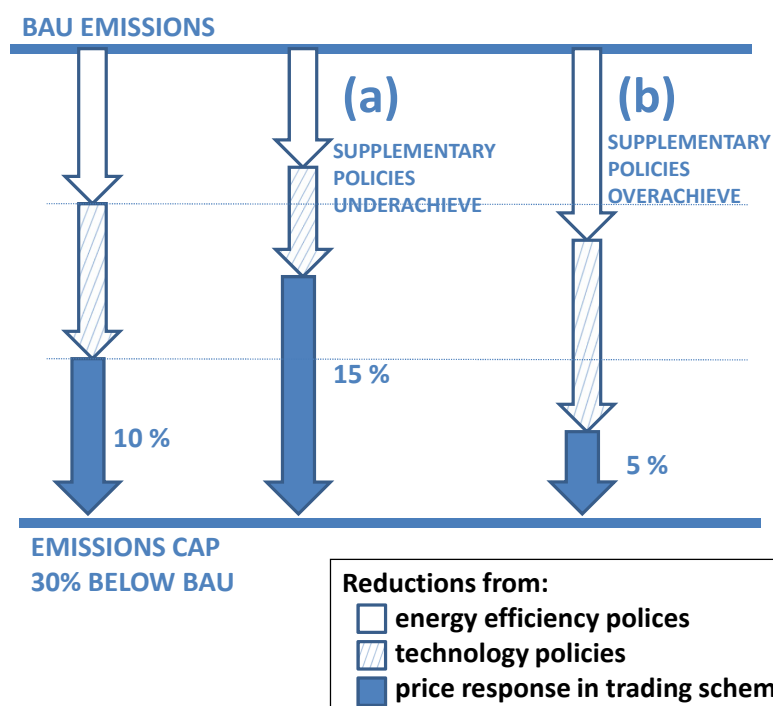 BAU EMISSIONS
(a)
SUPPLEMENTARY
POLICIES
UNDERACHIEVE
(b)
SUPPLEMENTARY
POLICIES
OVERACHIEVE
10 %
15 %
5 %
EMISSIONS CAP
30% BELOW BAU
Reductions from:
energy efficiency polices
technology policies
price response in trading schem